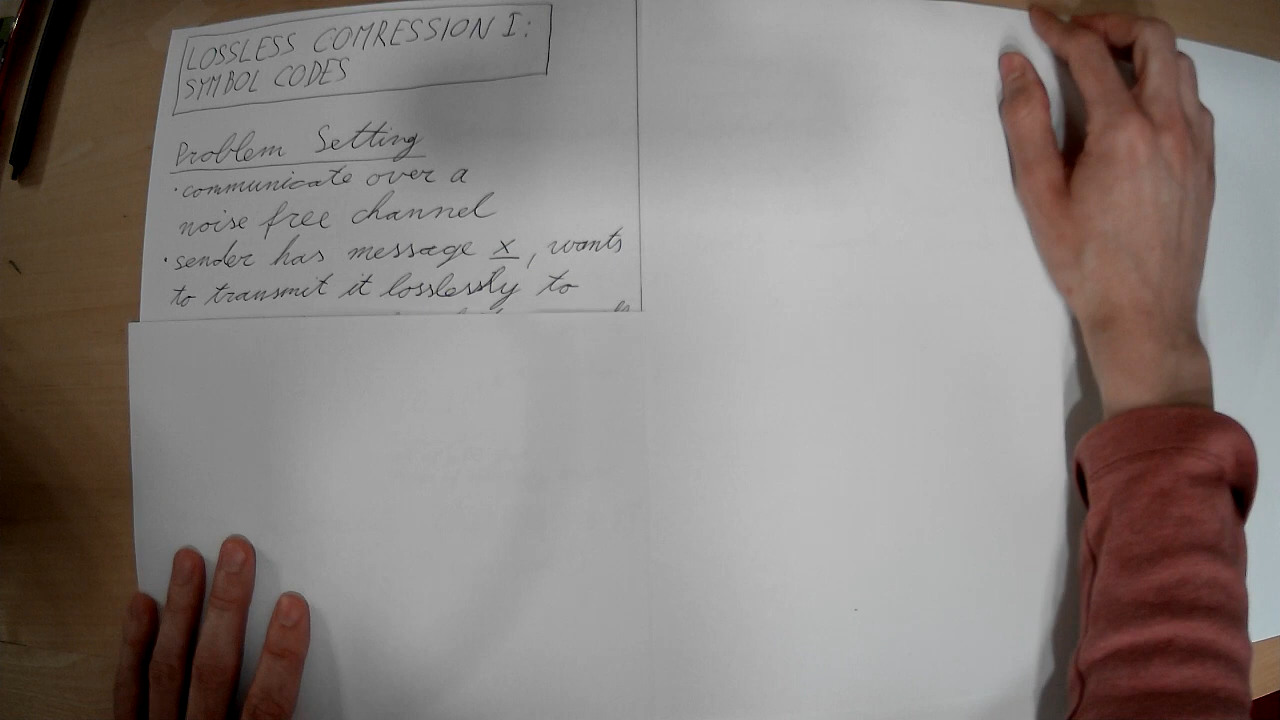 LOSSLESS COMRESSION I:
SYMBOL CODES
Problem Setting
· communicate over a
noise free channel
· sender has message x, wants
to transmit it losslessly to